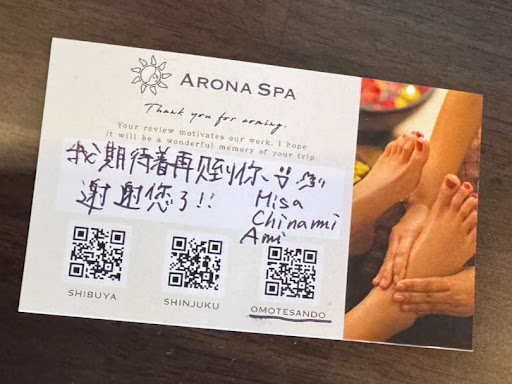 ARONA SPA
Thank you for coming.
Your review motivates our work. I hope
it will be a wonderful memory of your trip
我期待着再见到你
谢谢您了!!
Misa
Chinami
Ami
SHIBUYA
SHINJUKU
OMOTESANDO